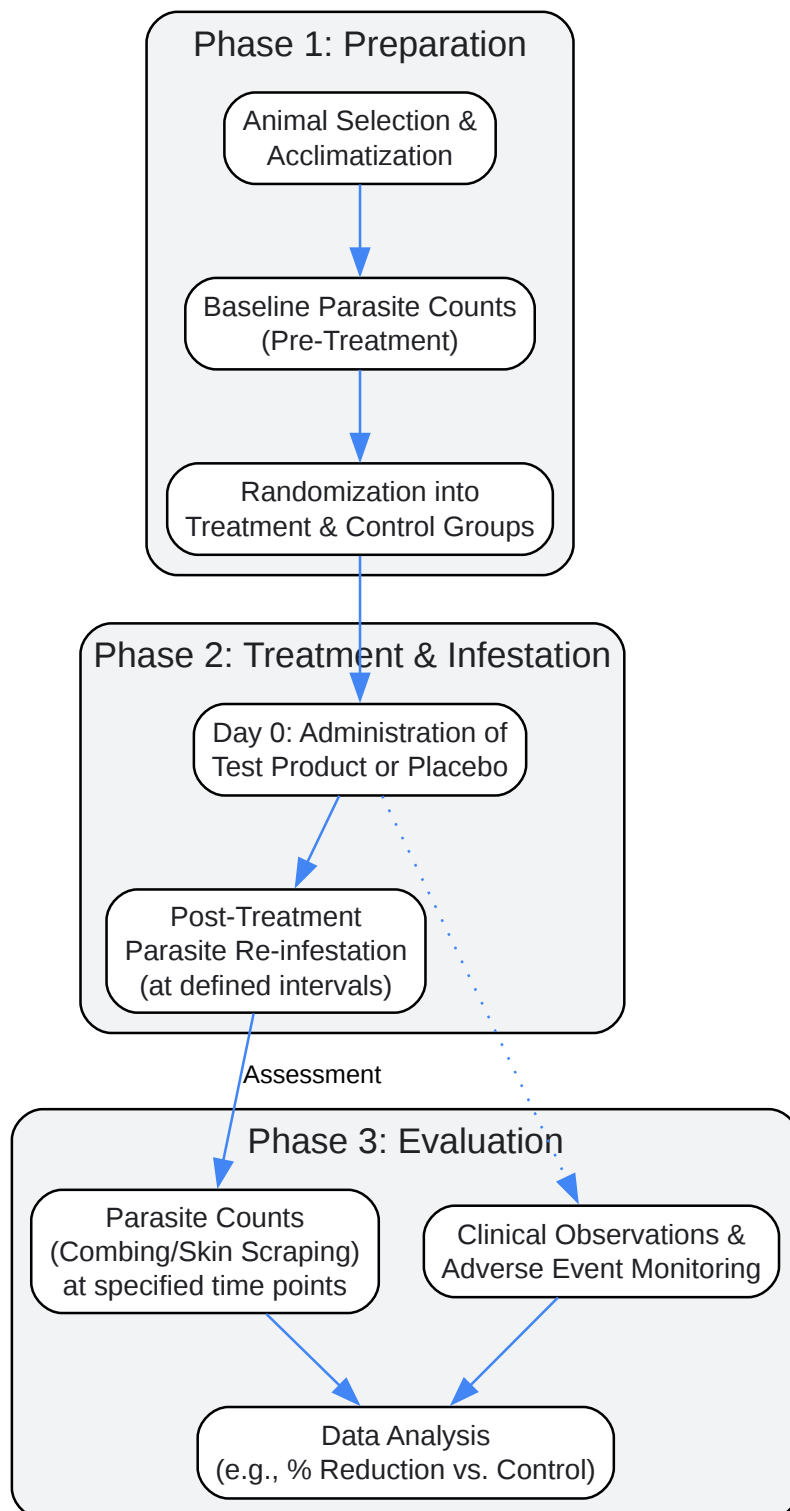 Phase 1: Preparation
Animal Selection &
Acclimatization
Baseline Parasite Counts
(Pre-Treatment)
Randomization into
Treatment & Control Groups
Phase 2: Treatment & Infestation
Day 0: Administration of
Test Product or Placebo
Post-Treatment
Parasite Re-infestation
(at defined intervals)
Assessment
Phase 3: Evaluation
Parasite Counts
(Combing/Skin Scraping)
at specified time points
Clinical Observations &
Adverse Event Monitoring
Data Analysis
(e.g., % Reduction vs. Control)